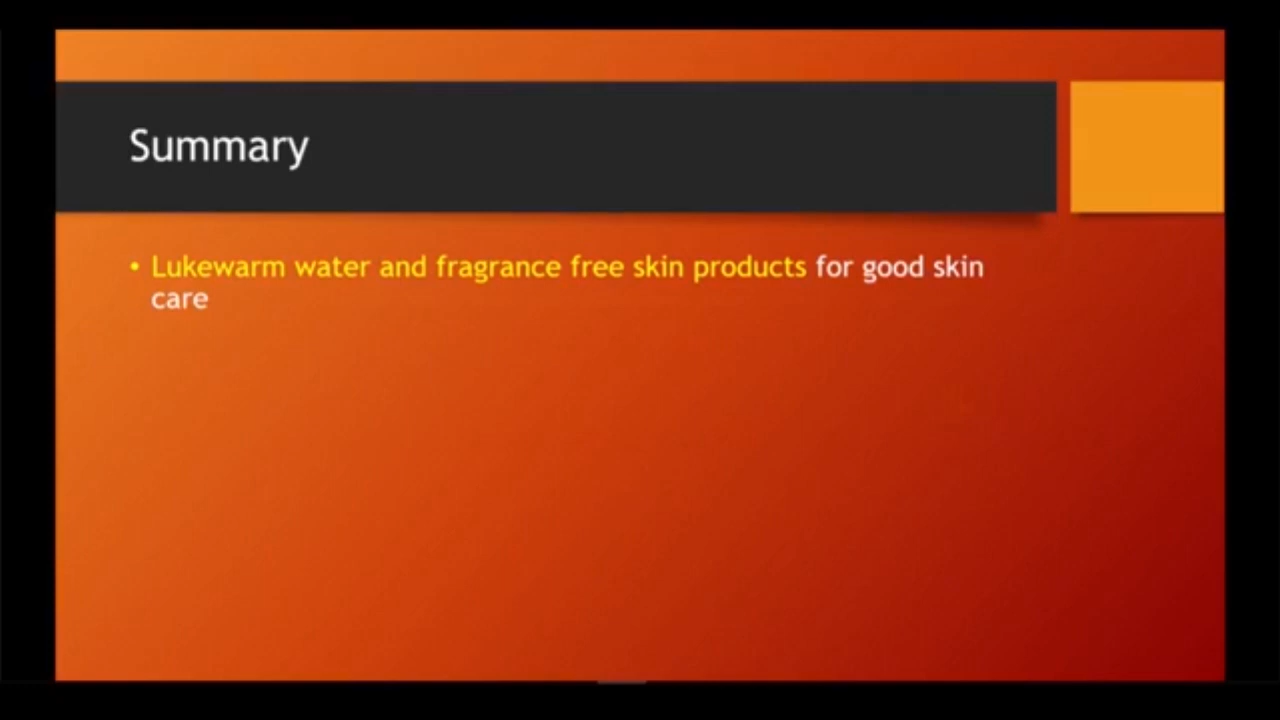 Summary
• Lukewarm water and fragrance free skin products for good skin
care